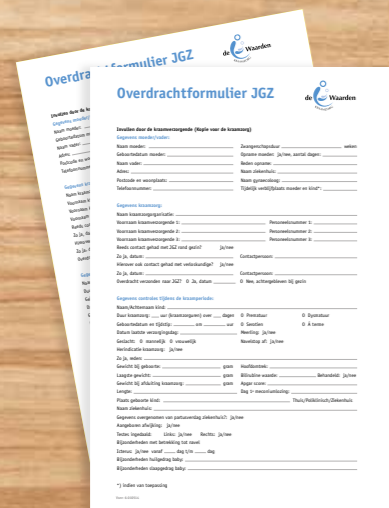 Overdrachtformulier JGZ
de Waarden
Invullen door de kraamverzorgende (Kopie voor de kraamzorg)
Gegevens moeder/vader:
Naam moeder: Zwangerschapsduur: weken
Geboortedatum moeder: Opname moeder: ja/nee, aantal dagen:
Naam vader: Reden opname:
Adres: Naam ziekenhuis:
Postcode en woonplaats: Naam gynaecoloog:
Telefoonnummer: Tijdelijk verblijfplaats moeder en kind*:
Gegevens kraamzorg:
Naam kraamzorgorganisatie:
Voornaam kraamverzorgende 1: Personeelsnummer 1:
Voornaam kraamverzorgende 2: Personeelsnummer 2:
Voornaam kraamverzorgende 3: Personeelsnummer 3:
Reeds contact gehad met JGZ rond gezin? ja/nee
Zo ja, datum: Contactpersoon:
Hierover ook contact gehad met verloskundige? ja/nee
Zo ja, datum: Contactpersoon:
Overdracht verzonden naar JGZ? O Ja, datum O Nee, achtergebleven bij gezin
Gegevens controles tijdens de kraamperiode:
Naam/Achternaam kind:
Duur kraamzorg: uur (kraamzorguren) over dagen O Prematuur O Dysmatuur
Geboortedatum en tijdstip: om uur O Serotien O À terme
Datum laatste verzorgingsdag: Meerling: ja/nee
Geslacht: O mannelijk O vrouwelijk Navelstomp af: ja/nee
Herindicatie kraamzorg: ja/nee
Zo ja, reden:
Gewicht bij geboorte: gram Hoofdomtrek:
Laagste gewicht: gram Bilirubine waarde: Behandeld: ja/nee
Gewicht bij afsluiting kraamzorg: gram Apgar score:
Lengte: Dag 1e meconiumlozing:
Plaats geboorte kind: Thuis/Poliklinisch/Ziekenhuis
Naam ziekenhuis:
Gegevens overgenomen van partusverslag ziekenhuis?: ja/nee
Aangeboren afwijking: ja/nee
Testes ingedaald: Links: ja/nee Rechts: ja/nee
Bijzonderheden met betrekking tot navel
Icterus: ja/nee vanaf dag t/m dag
Bijzonderheden huilgedrag baby:
Bijzonderheden slaapgedrag baby:
*) indien van toepassing